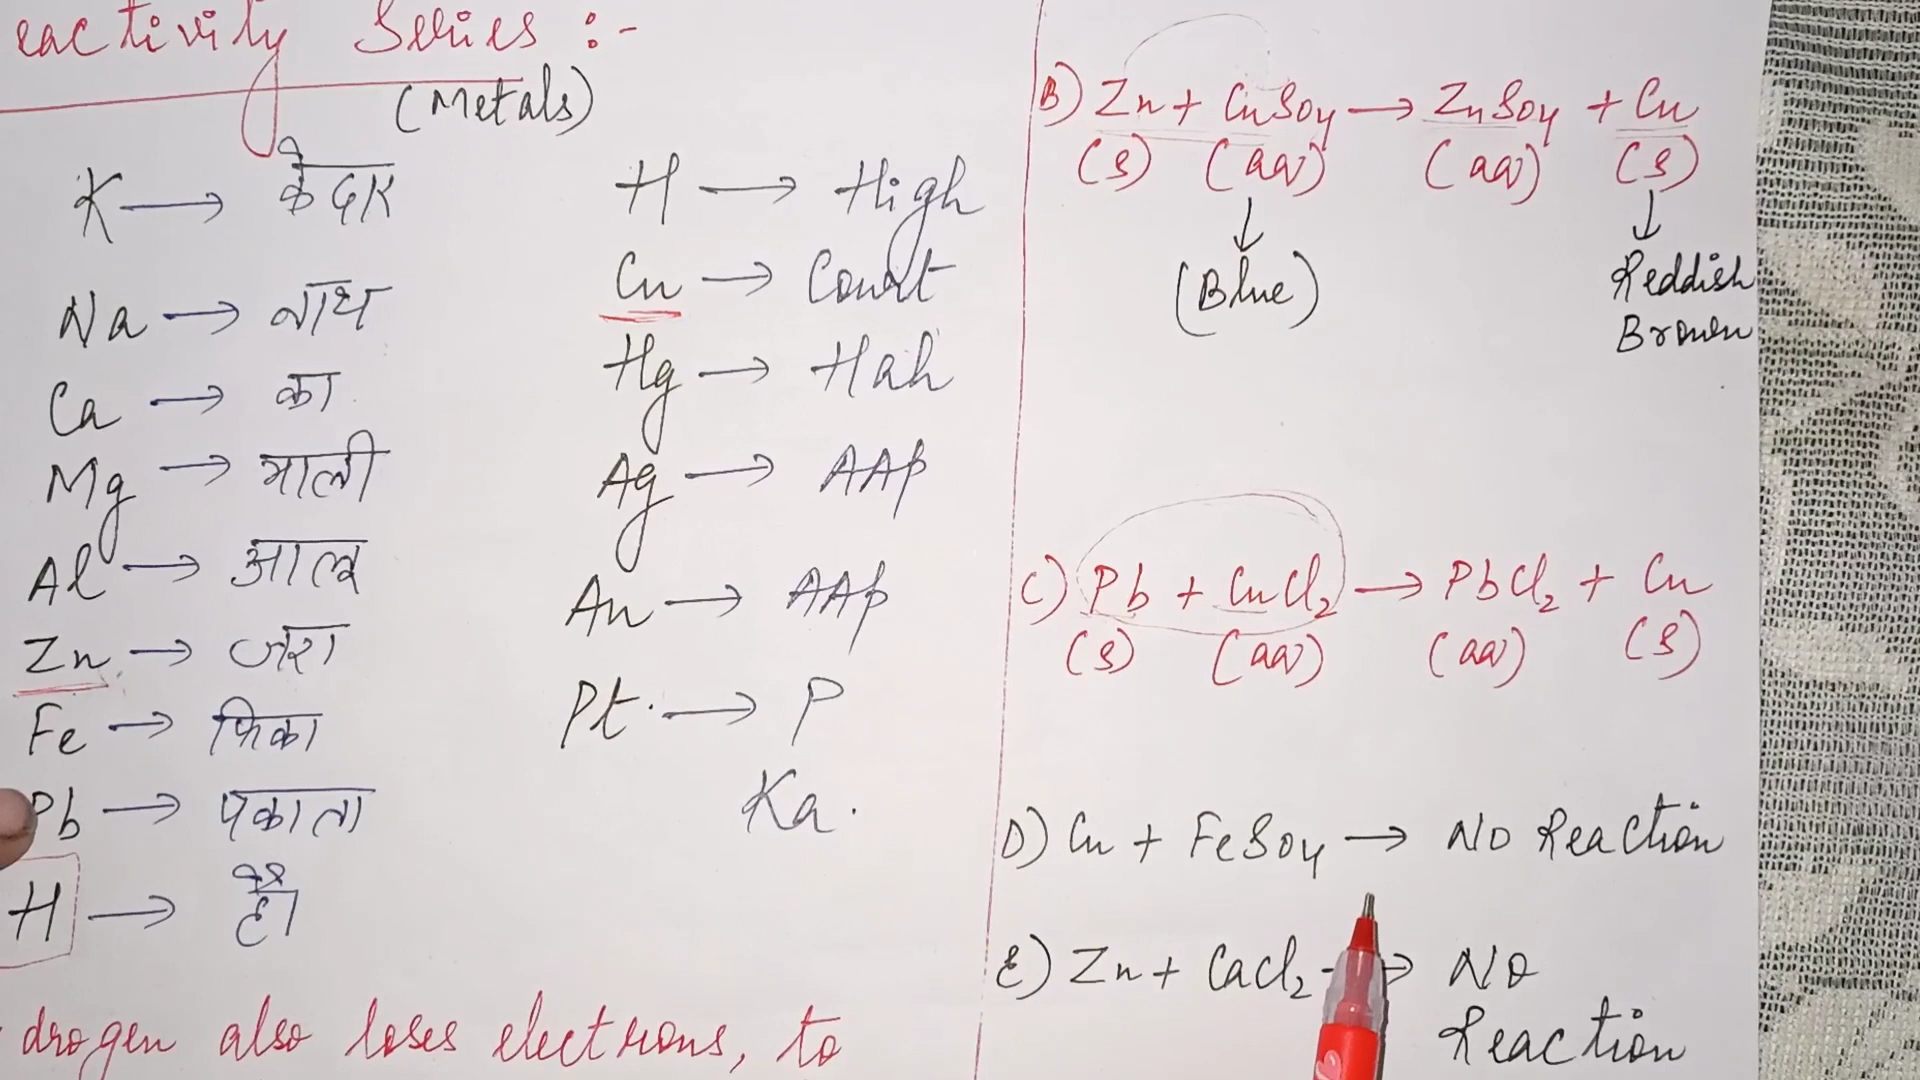 eactivity Series :-
(Metals)
K → केदार
Na → नाथ
Ca → का
Mg → माली
Al → आलू
Zn → जरा
Fe → फिका
Pb → पकाता
H → है।
H → High
Cu → Court
Hg → Hah
Ag → AAp
Au → AAp
Pt. → P
Ka.
drogen also loses electrons, to
B) Zn + CuSO4 → ZnSO4 + Cu
(s) (aq) (aq) (s)
↓ ↓
(Blue) Reddish
Brown
C) Pb + CuCl2 → PbCl2 + Cu
(s) (aq) (aq) (s)
D) Cu + FeSO4 → No Reaction
E) Zn + CaCl2 → No
Reaction